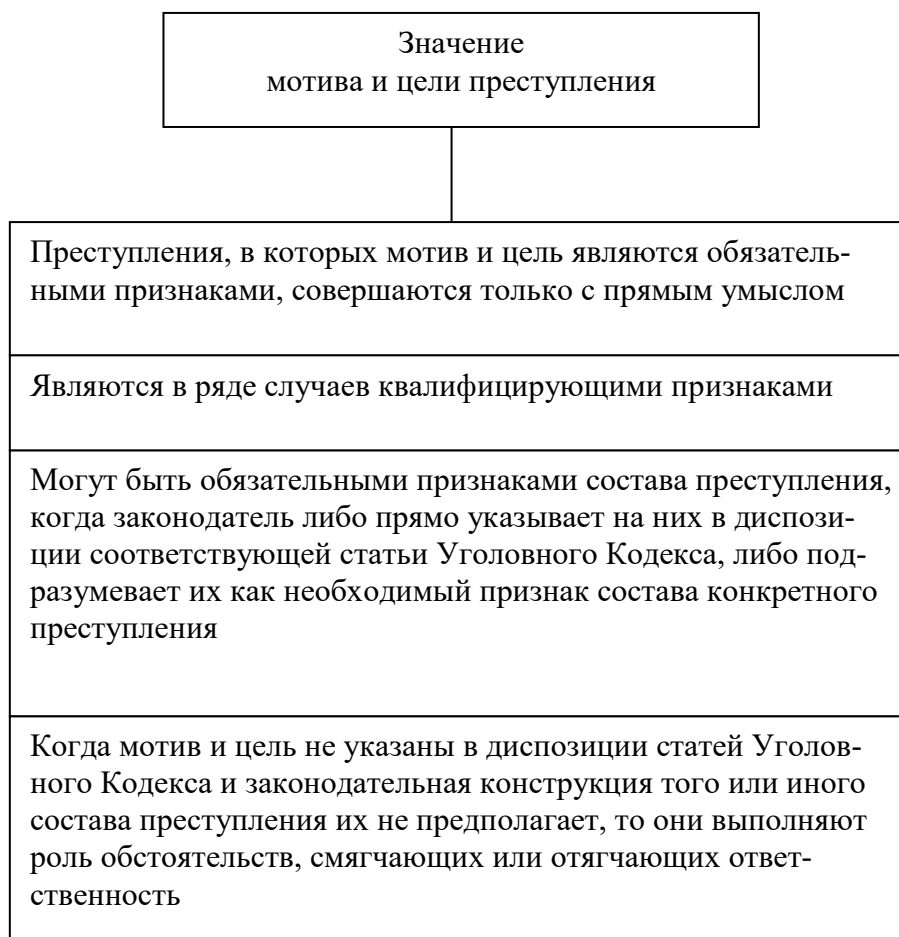 Значение
мотива и цели преступления
Преступления, в которых мотив и цель являются обязатель-
ными признаками, совершаются только с прямым умыслом
Являются в ряде случаев квалифицирующими признаками
Могут быть обязательными признаками состава преступления,
когда законодатель либо прямо указывает на них в диспози-
ции соответствующей статьи Уголовного Кодекса, либо под-
разумевает их как необходимый признак состава конкретного
преступления
Когда мотив и цель не указаны в диспозиции статей Уголов-
ного Кодекса и законодательная конструкция того или иного
состава преступления их не предполагает, то они выполняют
роль обстоятельств, смягчающих или отягчающих ответ-
ственность